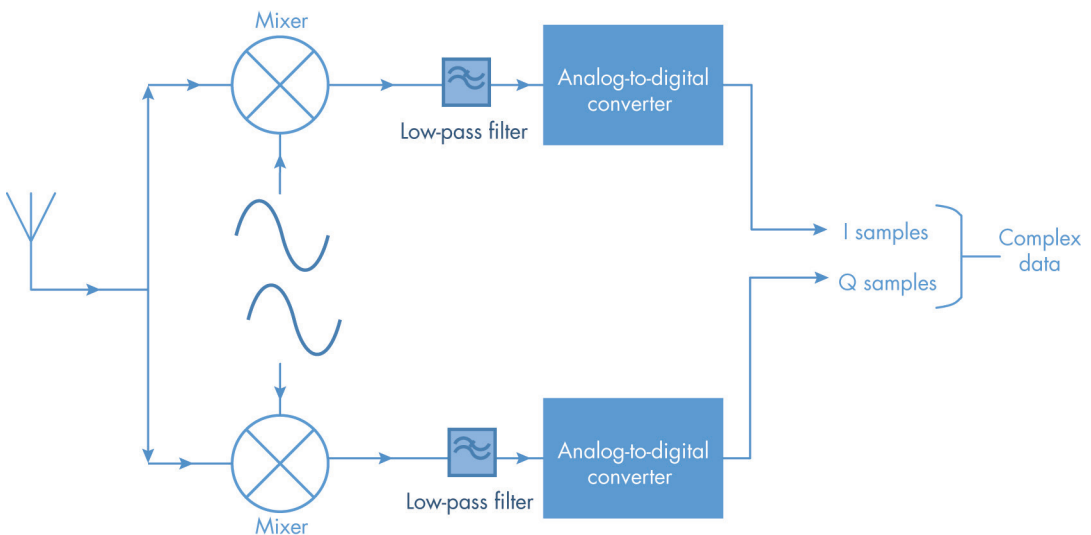 Mixer
Analog-to-digital
converter
Low-pass filter
I samples
Q samples
Complex
data
Analog-to-digital
converter
Low-pass filter
Mixer